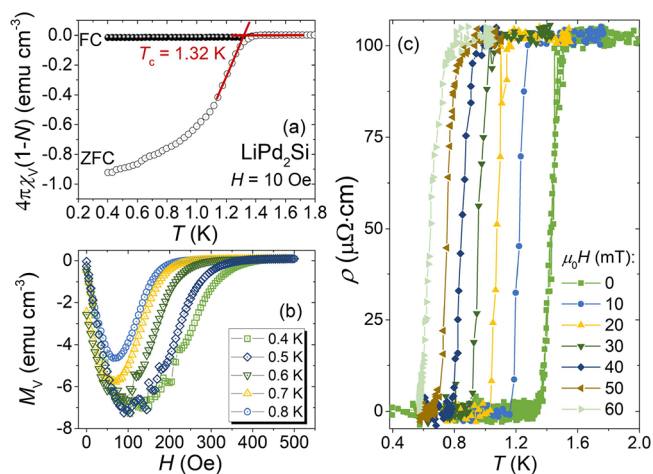 4πχV(1-N) (emu cm-3)
0.0
-0.2
-0.4
-0.6
-0.8
-1.0
FC
Tc = 1.32 K
(a)
ZFC
LiPd2Si
H = 10 Oe
0.2 0.4 0.6 0.8 1.0 1.2 1.4 1.6 1.8
T (K)
MV (emu cm-3)
0
-2
-4
-6
-8
(b)
0.4 K
0.5 K
0.6 K
0.7 K
0.8 K
0 100 200 300 400 500 600
H (Oe)
ρ (μΩ·cm)
100
75
50
25
0
(c)
μ0H (mT):
0
10
20
30
40
50
60
0.4 0.8 1.2 1.6 2.0
T (K)